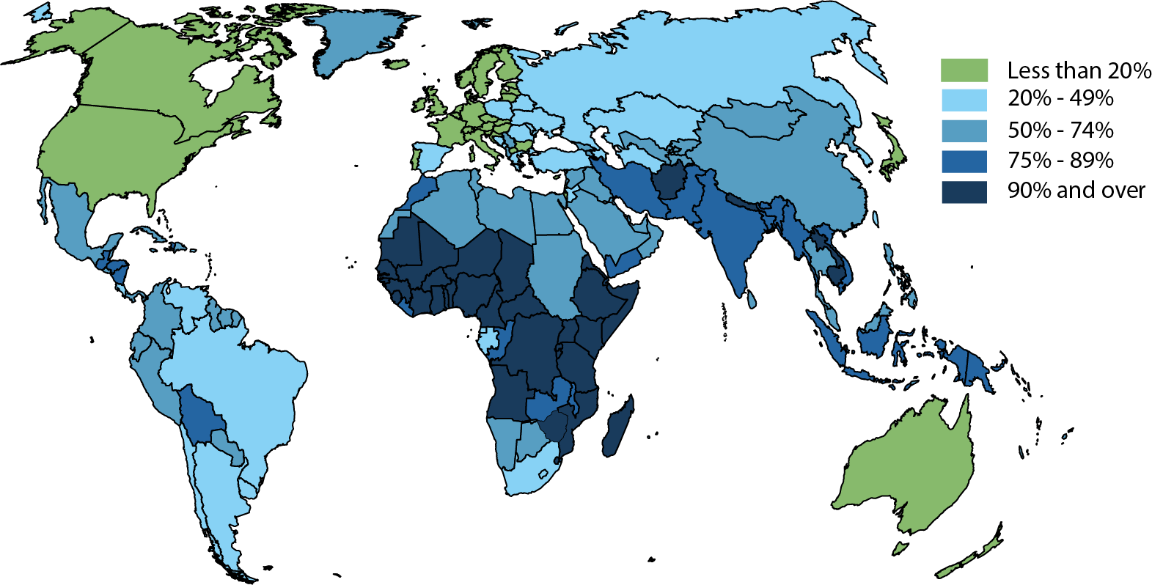 Less than 20%
20% - 49%
50% - 74%
75% - 89%
90% and over